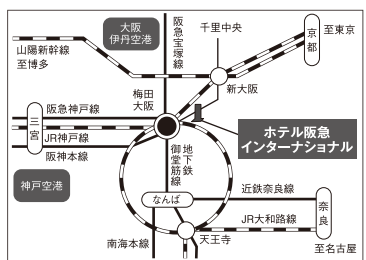 大阪
伊丹空港
阪急宝塚線
千里中央
京都
至東京
山陽新幹線
至博多
新大阪
梅田
大阪
阪急神戸線
三宮
JR神戸線
阪神本線
ホテル阪急
インターナショナル
地下鉄
御堂筋線
神戸空港
なんば
近鉄奈良線
奈良
JR大和路線
南海本線
天王寺
至名古屋